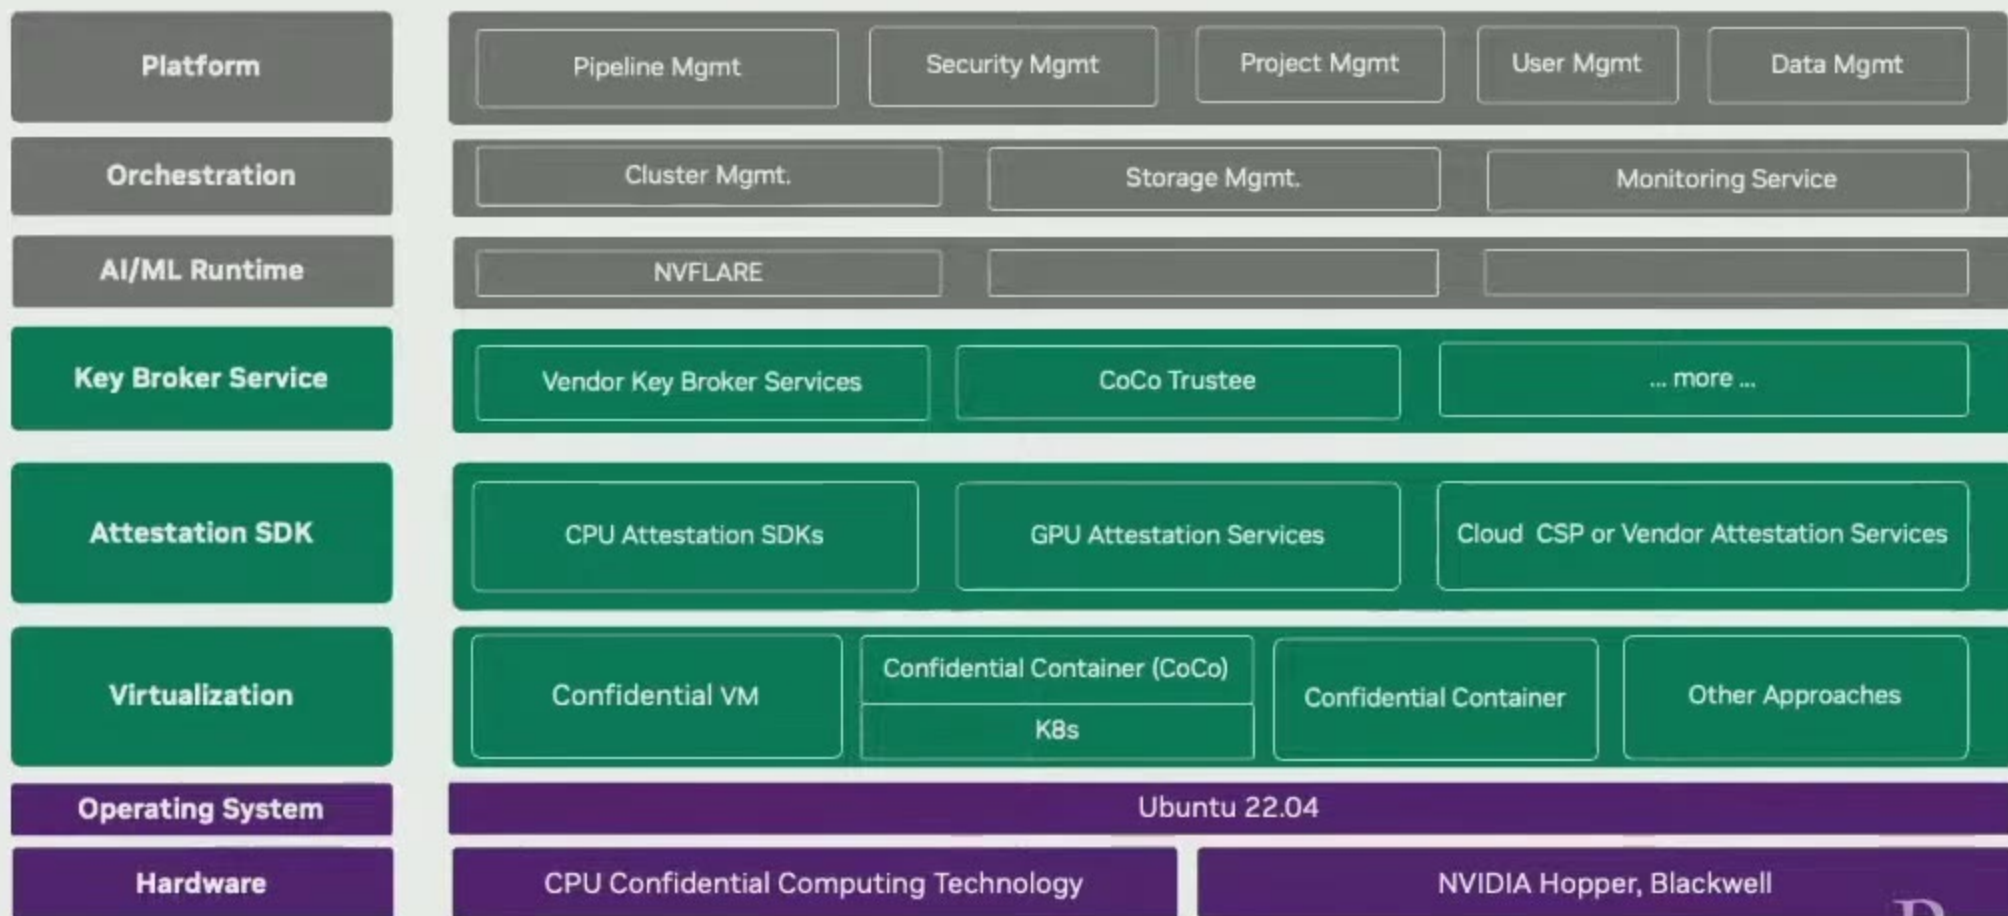 Platform
Pipeline Mgmt
Security Mgmt
Project Mgmt
User Mgmt
Data Mgmt
Orchestration
Cluster Mgmt.
Storage Mgmt.
Monitoring Service
AI/ML Runtime
NVFLARE
Key Broker Service
Vendor Key Broker Services
CoCo Trustee
... more ...
Attestation SDK
CPU Attestation SDKs
GPU Attestation Services
Cloud CSP or Vendor Attestation Services
Virtualization
Confidential VM
Confidential Container (CoCo)
K8s
Confidential Container
Other Approaches
Operating System
Ubuntu 22.04
Hardware
CPU Confidential Computing Technology
NVIDIA Hopper, Blackwell